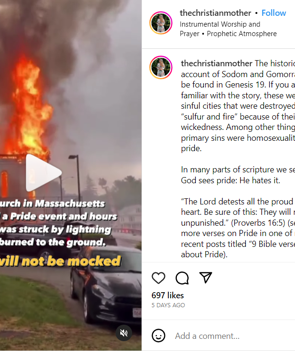 urch in Massachusetts
a Pride event and hours
was struck by lightning
burned to the ground.
will not be mocked
thechristianmother • Follow
Instrumental Worship and
Prayer • Prophetic Atmosphere
thechristianmother The historic
account of Sodom and Gomorr
be found in Genesis 19. If you a
familiar with the story, these we
sinful cities that were destroyed
"sulfur and fire" because of thei
wickedness. Among other thing
primary sins were homosexualit
pride.
In many parts of scripture we se
God sees pride: He hates it.
"The Lord detests all the proud
heart. Be sure of this: They will n
unpunished." (Proverbs 16:5) (se
more verses on Pride in one of
recent posts titled "9 Bible verse
about Pride).
697 likes
5 DAYS AGO
Add a comment...